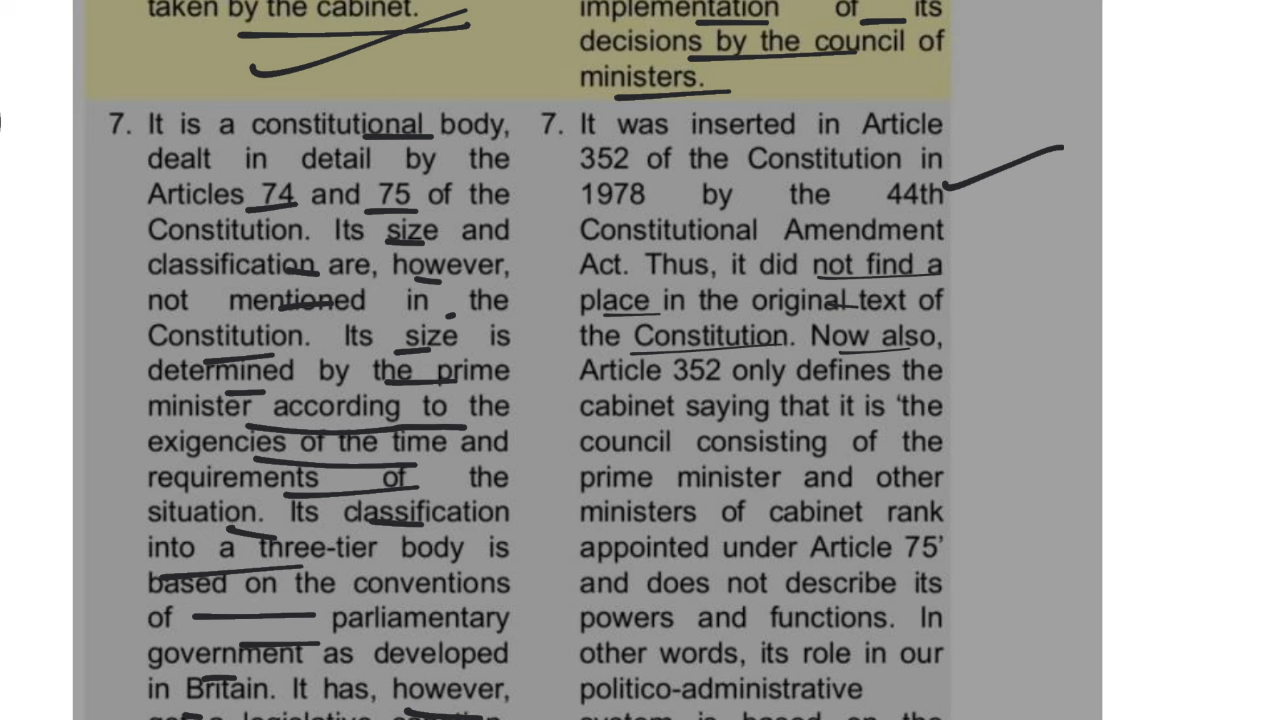 taken by the cabinet.
implementation of its
decisions by the council of
ministers.
7. It is a constitutional body,
dealt in detail by the
Articles 74 and 75 of the
Constitution. Its size and
classification are, however,
not mentioned in the
Constitution. Its size is
determined by the prime
minister according to the
exigencies of the time and
requirements of the
situation. Its classification
into a three-tier body is
based on the conventions
of parliamentary
government as developed
in Britain. It has, however,
7. It was inserted in Article
352 of the Constitution in
1978 by the 44th
Constitutional Amendment
Act. Thus, it did not find a
place in the original text of
the Constitution. Now also,
Article 352 only defines the
cabinet saying that it is ‘the
council consisting of the
prime minister and other
ministers of cabinet rank
appointed under Article 75’
and does not describe its
powers and functions. In
other words, its role in our
politico-administrative
system is based on the